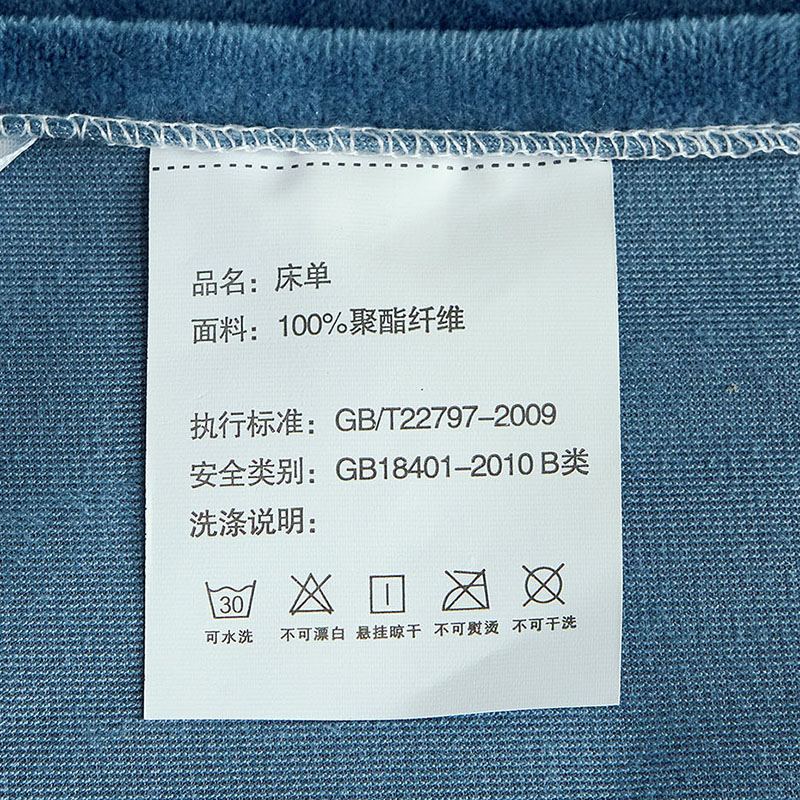 品名：床单
面料：100%聚酯纤维
执行标准：GB/T22797-2009
安全类别：GB18401-2010 B类
洗涤说明：
30
可水洗 不可漂白 悬挂晾干 不可熨烫 不可干洗